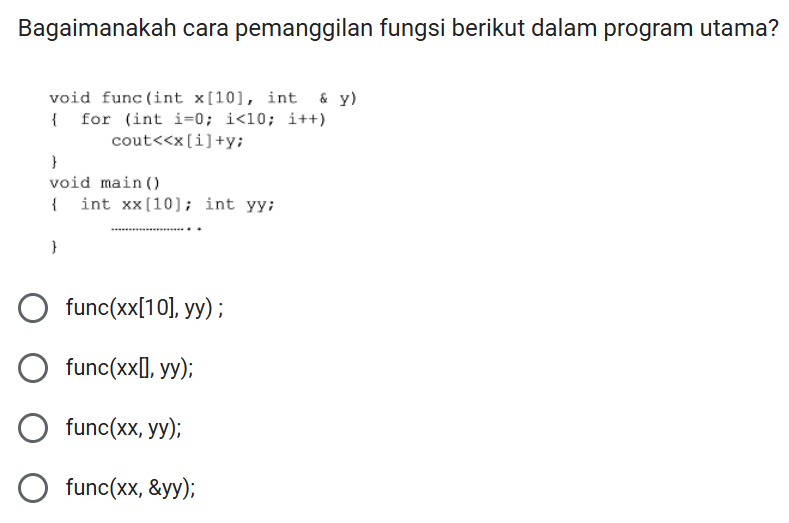 Bagaimanakah cara pemanggilan fungsi berikut dalam program utama?
void func(int x[10], int & y)
{ for (int i=0; i<10; i++)
cout<<x[i]+y;
}
void main()
{ int xx[10]; int yy;
........................
}
func(xx[10], yy) ;
func(xx[], yy);
func(xx, yy);
func(xx, &yy);